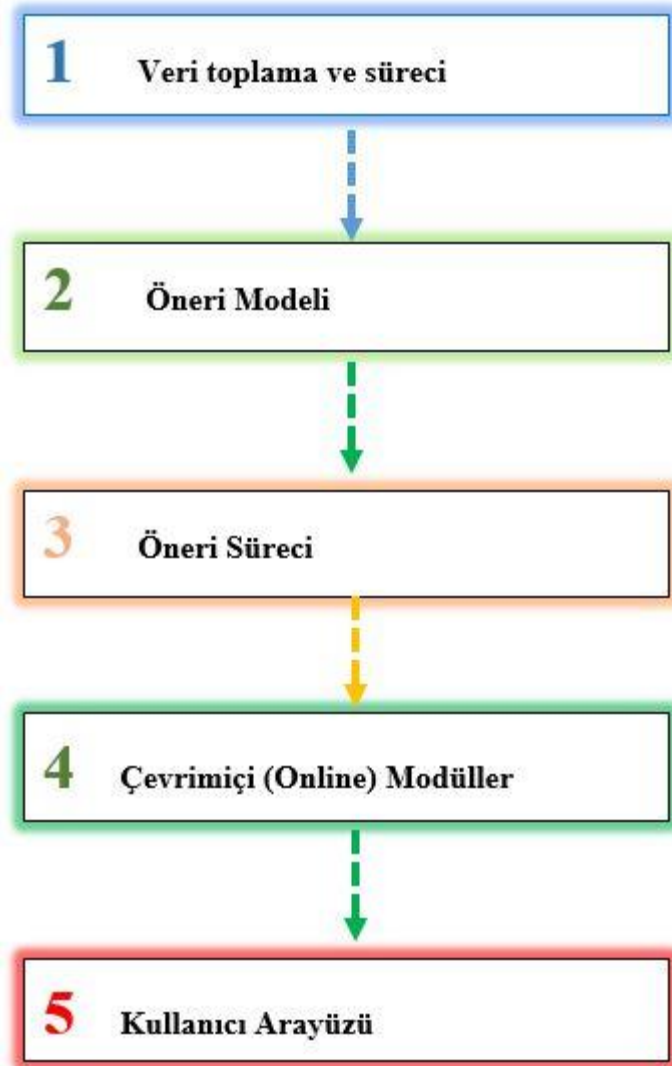 1 Veri toplama ve süreci
2 Öneri Modeli
3 Öneri Süreci
4 Çevrimiçi (Online) Modüller
5 Kullanıcı Arayüzü